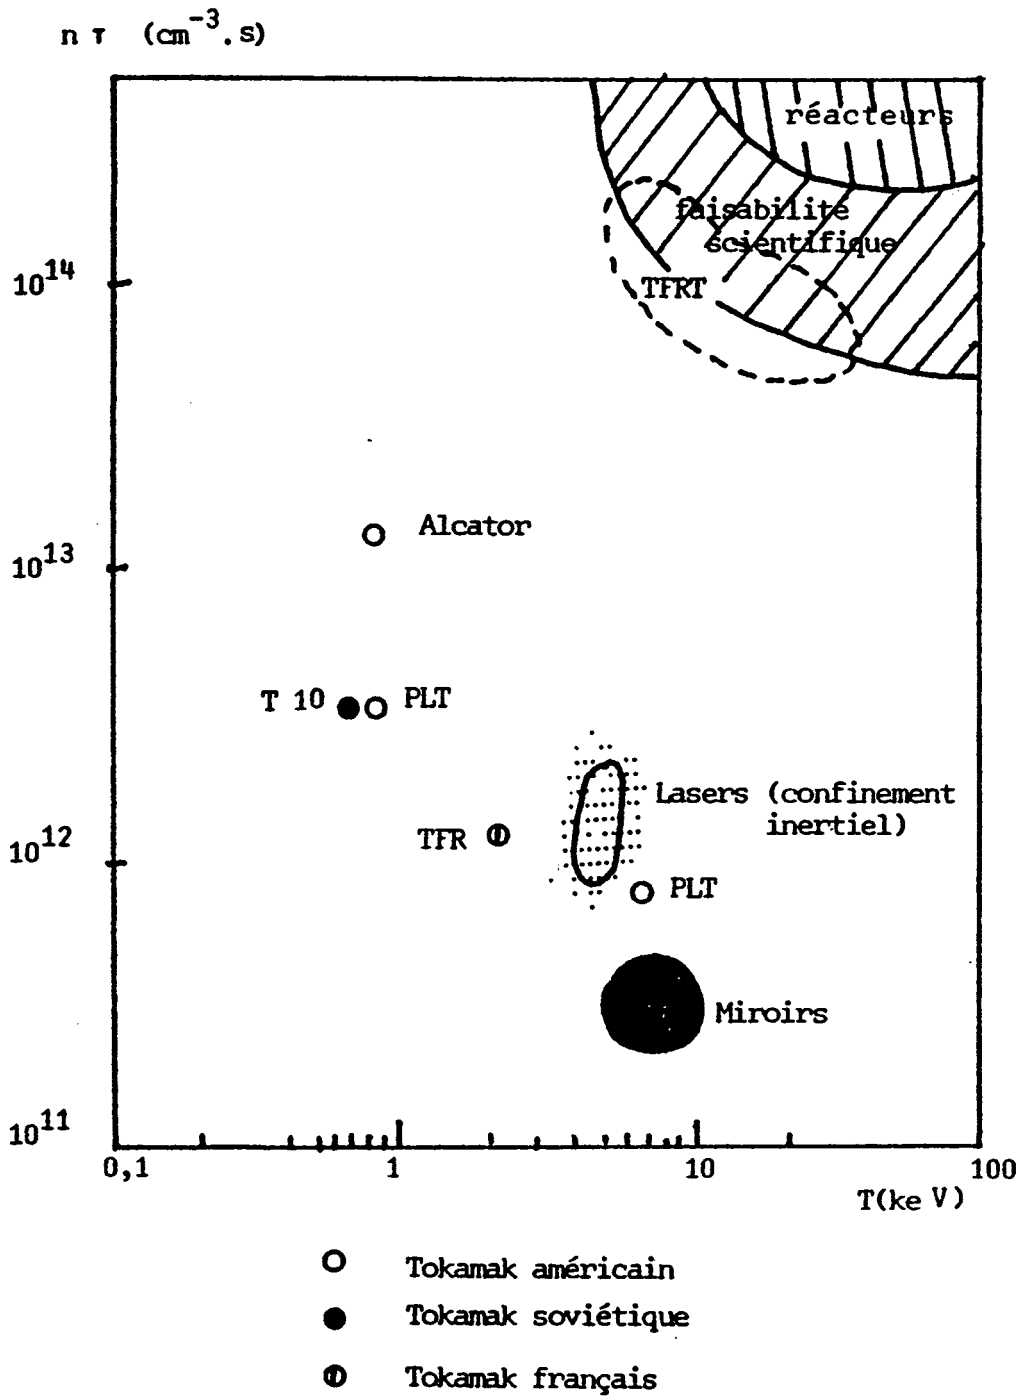 n τ (cm⁻³.s)
réacteurs
faisabilité
scientifique
10¹⁴
TFRT
Alcator
10¹³
T 10
PLT
Lasers (confinement
inertiel)
TFR
10¹²
PLT
Miroirs
10¹¹
0,1 1 10 100
T(ke V)
Tokamak américain
Tokamak soviétique
Tokamak français